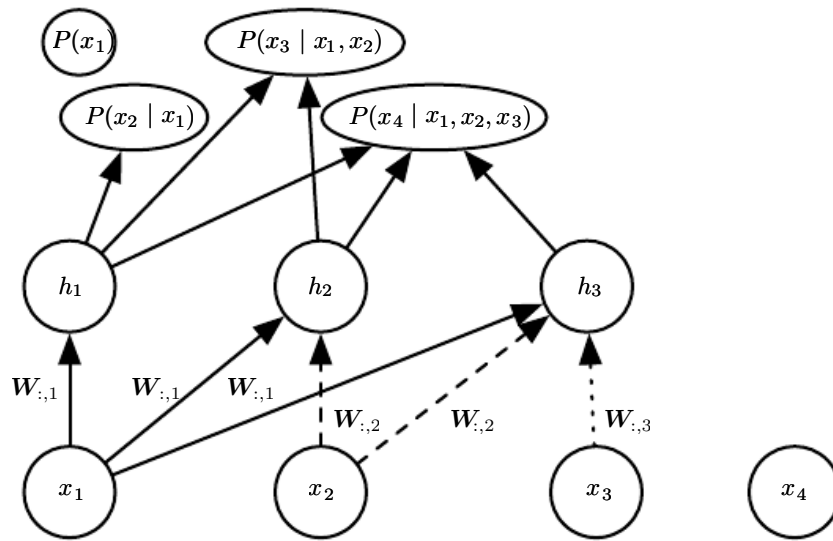 P(x₁)
P(x₃ | x₁, x₂)
P(x₂ | x₁)
P(x₄ | x₁, x₂, x₃)
h₁
h₂
h₃
W:,₁
W:,₁
W:,₁
W:,₂
W:,₂
W:,₃
x₁
x₂
x₃
x₄